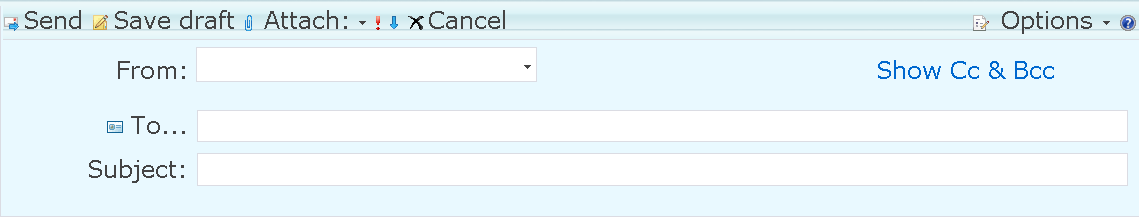 Send Save draft Attach: Cancel Options
From: Show Cc & Bcc
To...
Subject: